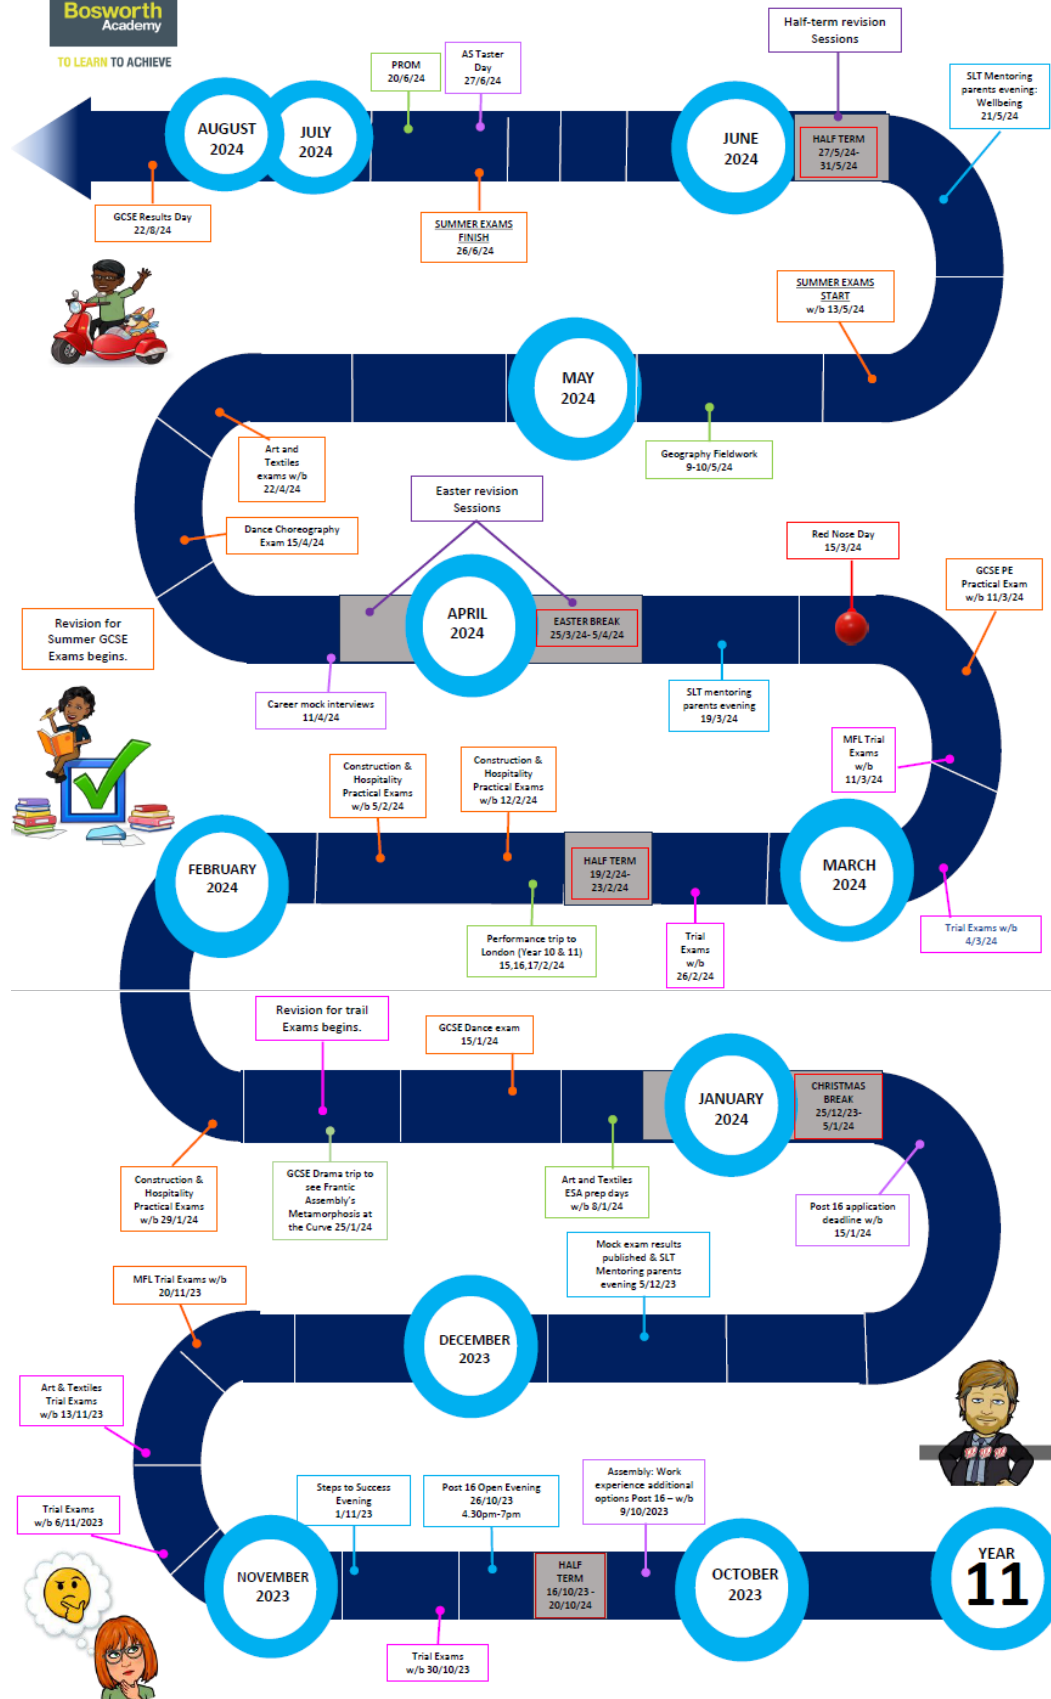 Bosworth
Academy
TO LEARN TO ACHIEVE
AUGUST
2024
JULY
2024
PROM
20/6/24
AS Taster
Day
27/6/24
JUNE
2024
Half-term revision
Sessions
HALF TERM
27/5/24-
31/5/24
SLT Mentoring
parents evening:
Wellbeing
21/5/24
GCSE Results Day
22/8/24
SUMMER EXAMS
FINISH
26/6/24
SUMMER EXAMS
START
w/b 13/5/24
MAY
2024
Art and
Textiles
exams w/b
22/4/24
Geography Fieldwork
9-10/5/24
Easter revision
Sessions
Dance Choreography
Exam 15/4/24
Red Nose Day
15/3/24
GCSE PE
Practical Exam
w/b 11/3/24
APRIL
2024
EASTER BREAK
25/3/24- 5/4/24
Revision for
Summer GCSE
Exams begins.
Career mock interviews
11/4/24
SLT mentoring
parents evening
19/3/24
MFL Trial
Exams
w/b
11/3/24
Construction &
Hospitality
Practical Exams
w/b 5/2/24
Construction &
Hospitality
Practical Exams
w/b 12/2/24
FEBRUARY
2024
HALF TERM
19/2/24-
23/2/24
MARCH
2024
Performance trip to
London (Year 10 & 11)
15,16,17/2/24
Trial
Exams
w/b
26/2/24
Trial Exams w/b
4/3/24
Revision for trail
Exams begins.
GCSE Dance exam
15/1/24
JANUARY
2024
CHRISTMAS
BREAK
25/12/23-
5/1/24
Construction &
Hospitality
Practical Exams
w/b 29/1/24
GCSE Drama trip to
see Frantic
Assembly's
Metamorphosis at
the Curve 25/1/24
Art and Textiles
ESA prep days
w/b 8/1/24
Post 16 application
deadline w/b
15/1/24
Mock exam results
published & SLT
Mentoring parents
evening 5/12/23
MFL Trial Exams w/b
20/11/23
DECEMBER
2023
Art & Textiles
Trial Exams
w/b 13/11/23
Trial Exams
w/b 6/11/2023
Steps to Success
Evening
1/11/23
Post 16 Open Evening
26/10/23
4.30pm-7pm
Assembly: Work
experience additional
options Post 16 – w/b
9/10/2023
NOVEMBER
2023
HALF
TERM
16/10/23 -
20/10/24
OCTOBER
2023
YEAR
11
Trial Exams
w/b 30/10/23